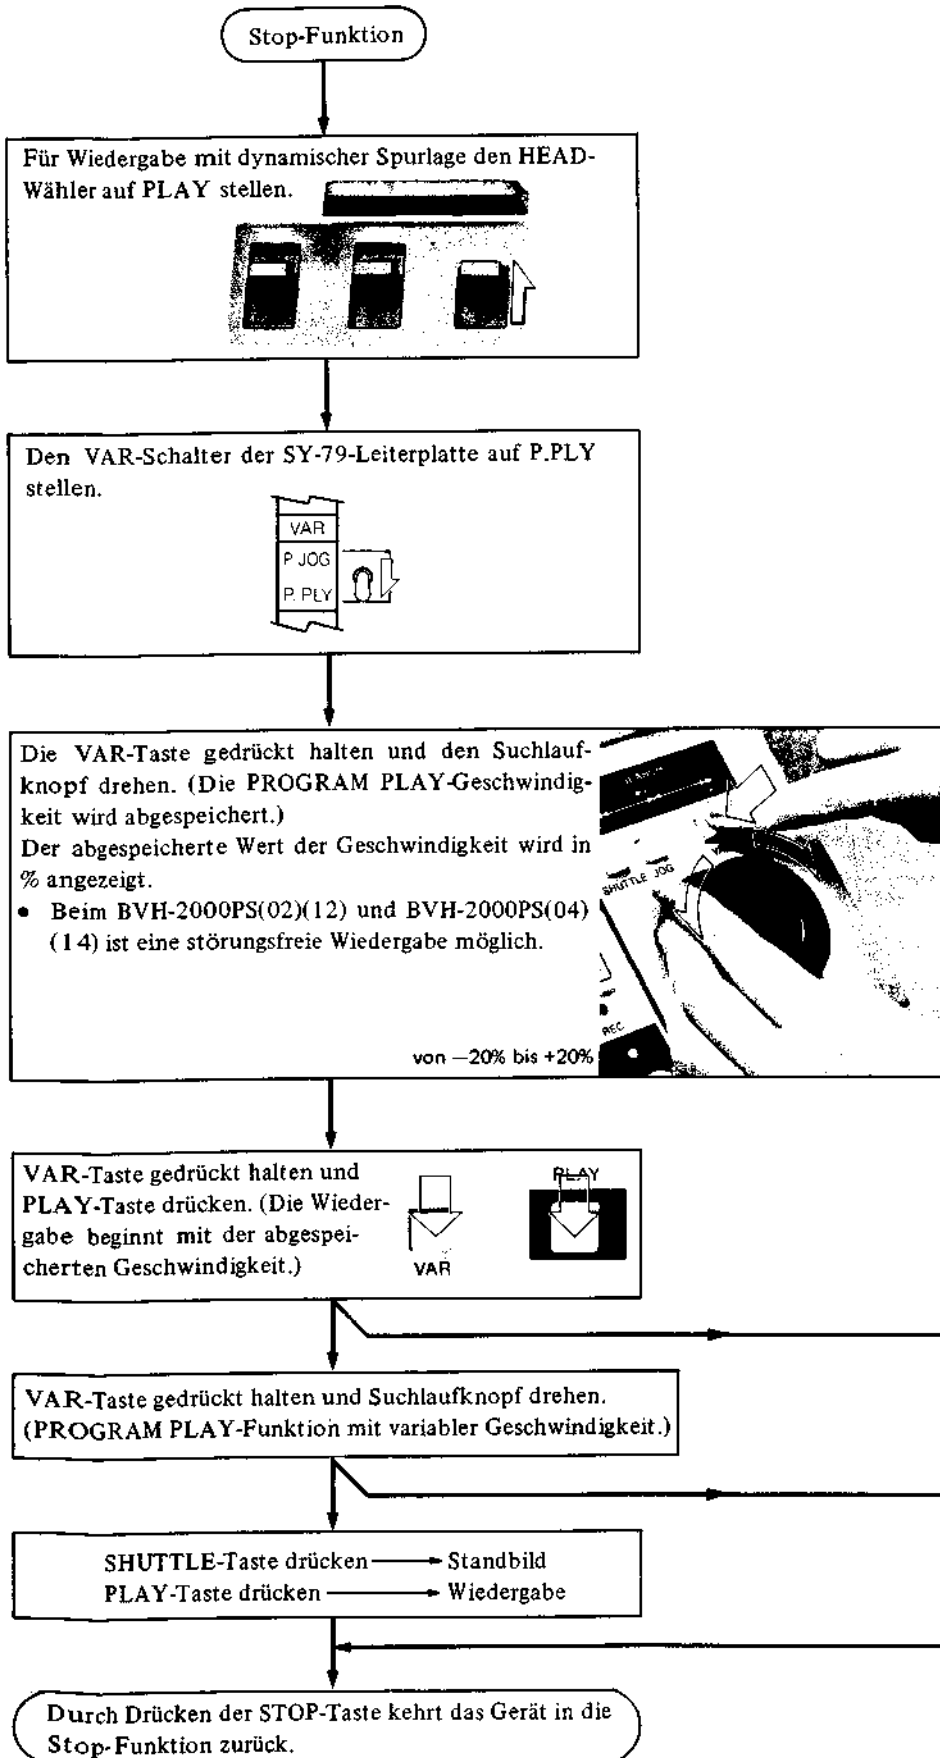 Stop-Funktion
Für Wiedergabe mit dynamischer Spurlage den HEAD-
Wähler auf PLAY stellen.
Den VAR-Schalter der SY-79-Leiterplatte auf P.PLY
stellen.
VAR
P JOG
P. PLY
Die VAR-Taste gedrückt halten und den Suchlauf-
knopf drehen. (Die PROGRAM PLAY-Geschwindig-
keit wird abgespeichert.)
Der abgespeicherte Wert der Geschwindigkeit wird in
% angezeigt.
• Beim BVH-2000PS(02)(12) und BVH-2000PS(04)
(14) ist eine störungsfreie Wiedergabe möglich.
SHUTTLE JOG
REC
von —20% bis +20%
VAR-Taste gedrückt halten und
PLAY-Taste drücken. (Die Wieder-
gabe beginnt mit der abgespei-
cherten Geschwindigkeit.)
VAR
PLAY
VAR-Taste gedrückt halten und Suchlaufknopf drehen.
(PROGRAM PLAY-Funktion mit variabler Geschwindigkeit.)
SHUTTLE-Taste drücken → Standbild
PLAY-Taste drücken → Wiedergabe
Durch Drücken der STOP-Taste kehrt das Gerät in die
Stop-Funktion zurück.